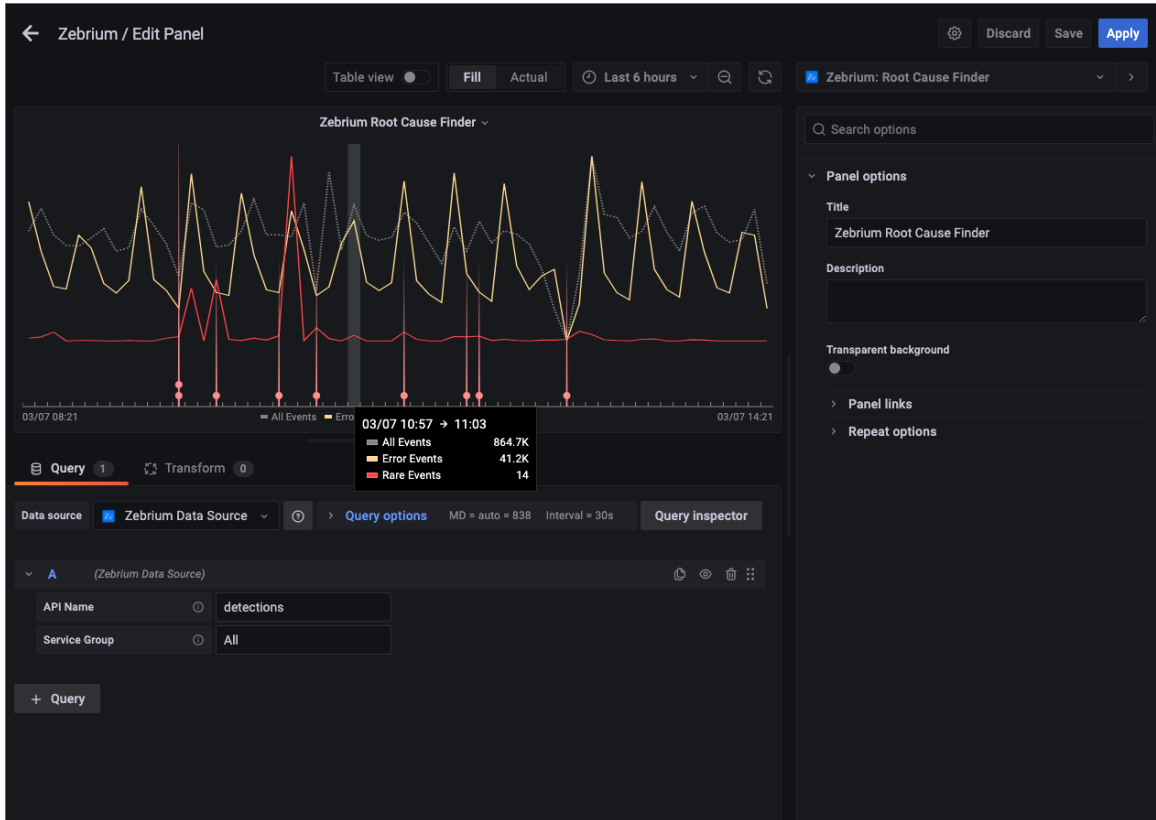 Zebrium / Edit Panel
Discard
Save
Apply
Table view
Fill
Actual
Last 6 hours
Zebrium: Root Cause Finder
Zebrium Root Cause Finder
Search options
Panel options
Title
Zebrium Root Cause Finder
Description
Transparent background
Panel links
Repeat options
03/07 08:21
All Events
Erro
03/07 14:21
03/07 10:57 → 11:03
All Events 864.7K
Error Events 41.2K
Rare Events 14
Query 1
Transform 0
Data source
Zebrium Data Source
Query options
MD = auto = 838
Interval = 30s
Query inspector
A
(Zebrium Data Source)
API Name
detections
Service Group
All
+ Query